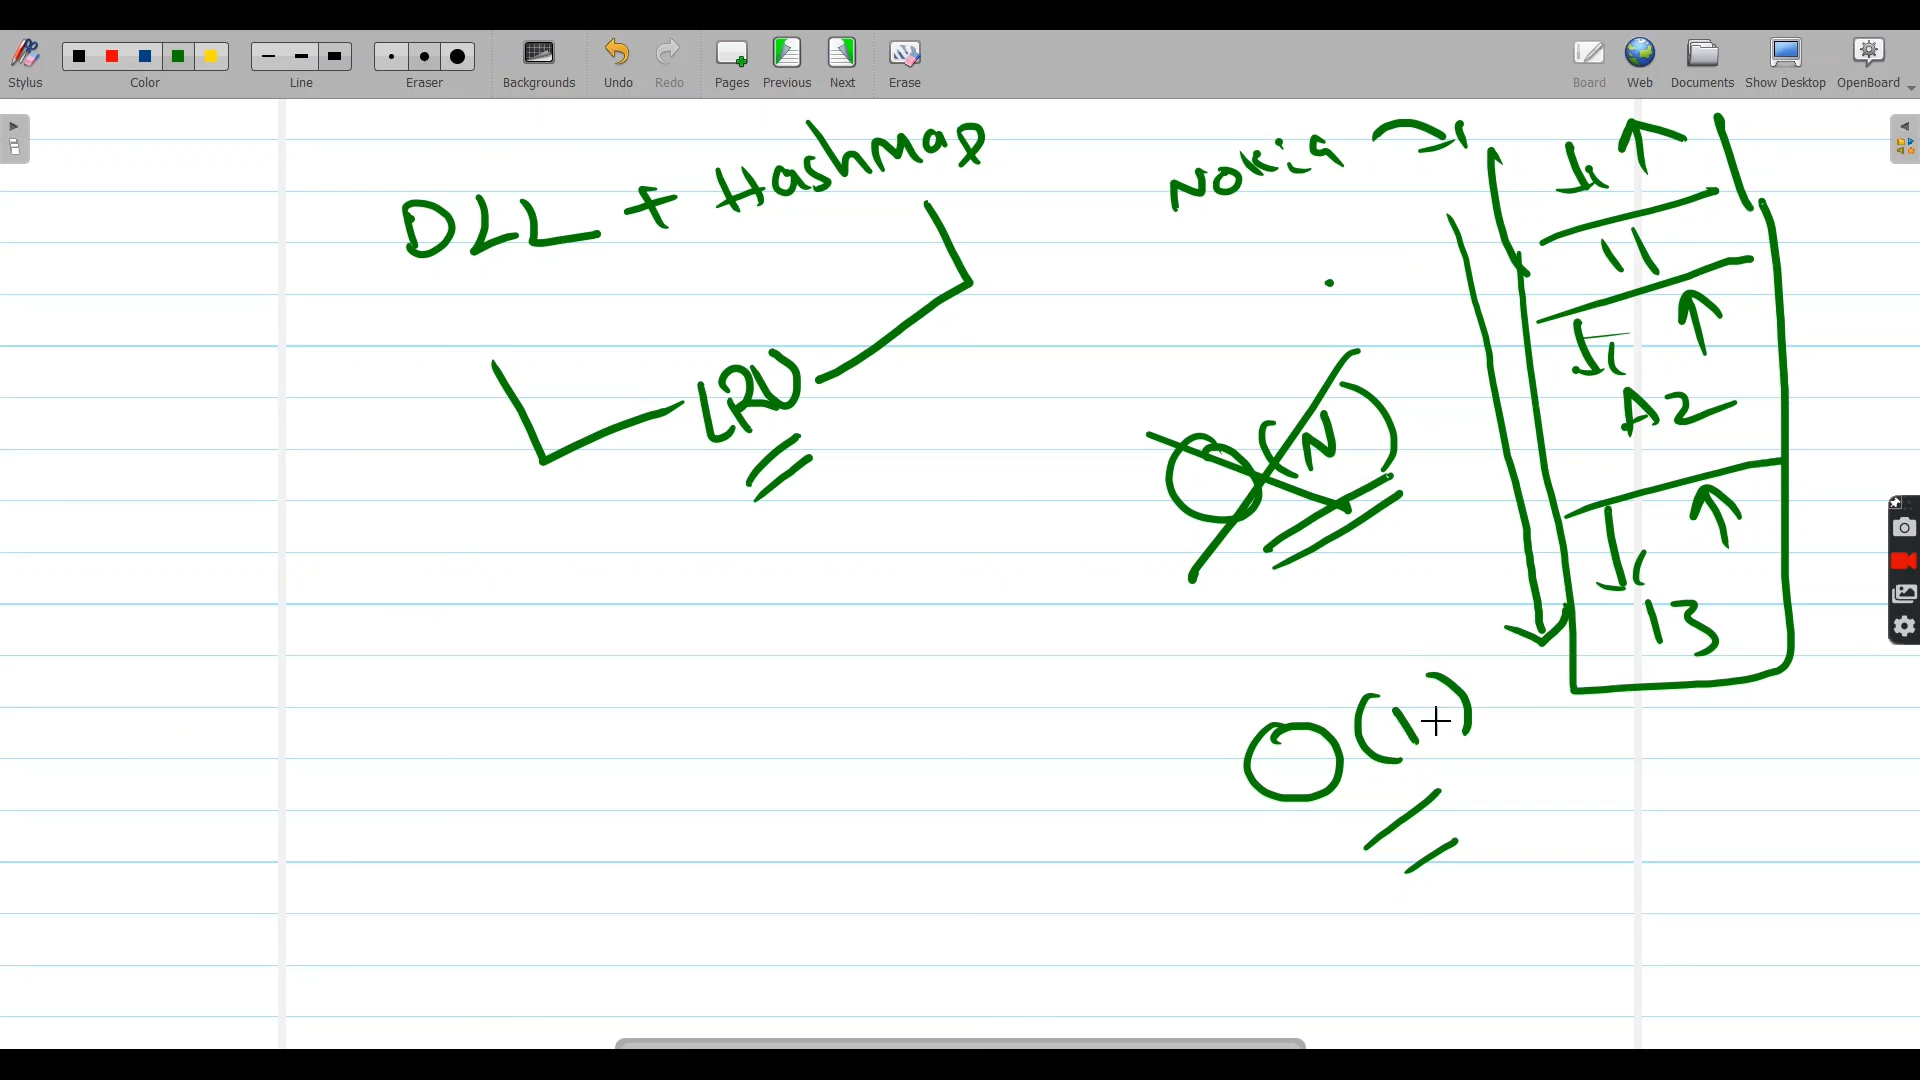 Stylus Color Line Eraser Backgrounds Undo Redo Pages Previous Next Erase Board Web Documents Show Desktop OpenBoard
DLL + Hashmap
LRU
Nokia
O(N)
11
A2
13
O(1)